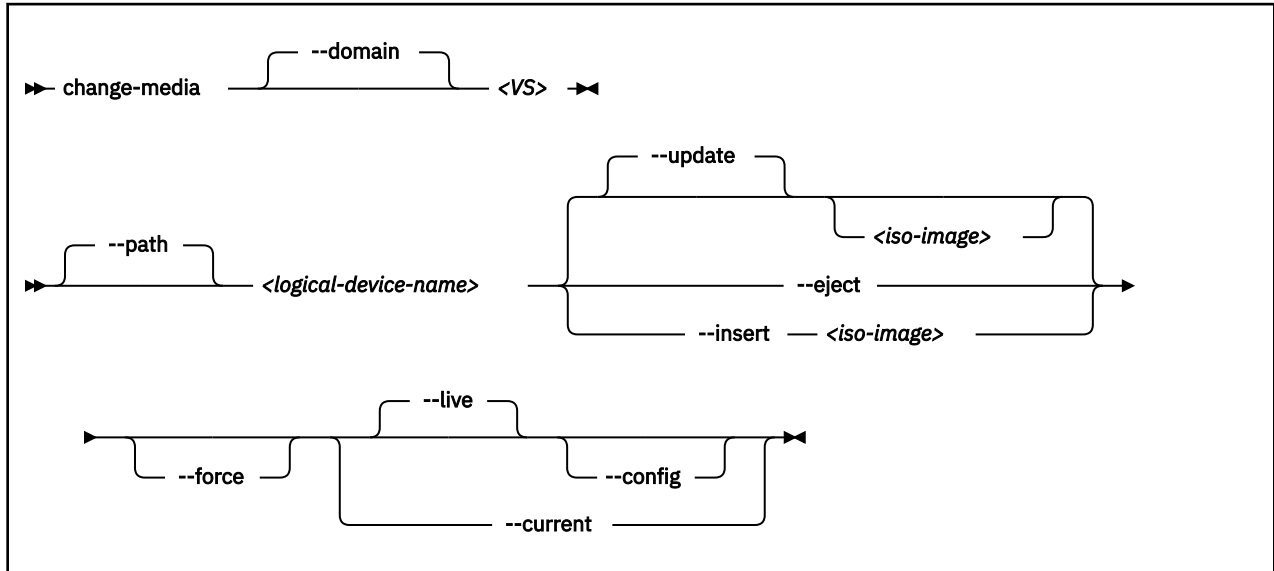 --domain
change-media <VS>
--update
<iso-image>
--path
<logical-device-name>
--eject
--insert <iso-image>
--live
--force
--config
--current